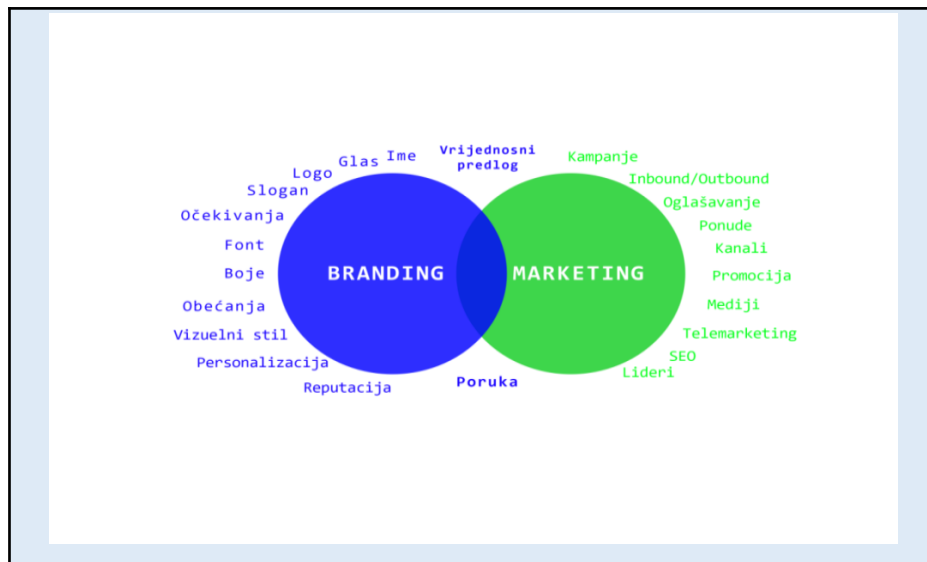 Vrijednosni
predlog
Ime
Glas
Logo
Slogan
Očekivanja
Font
Boje
Obećanja
Vizuelni stil
Personalizacija
Reputacija
BRANDING
MARKETING
Poruka
Kampanje
Inbound/Outbound
Oglašavanje
Ponude
Kanali
Promocija
Mediji
Telemarketing
SEO
Lideri